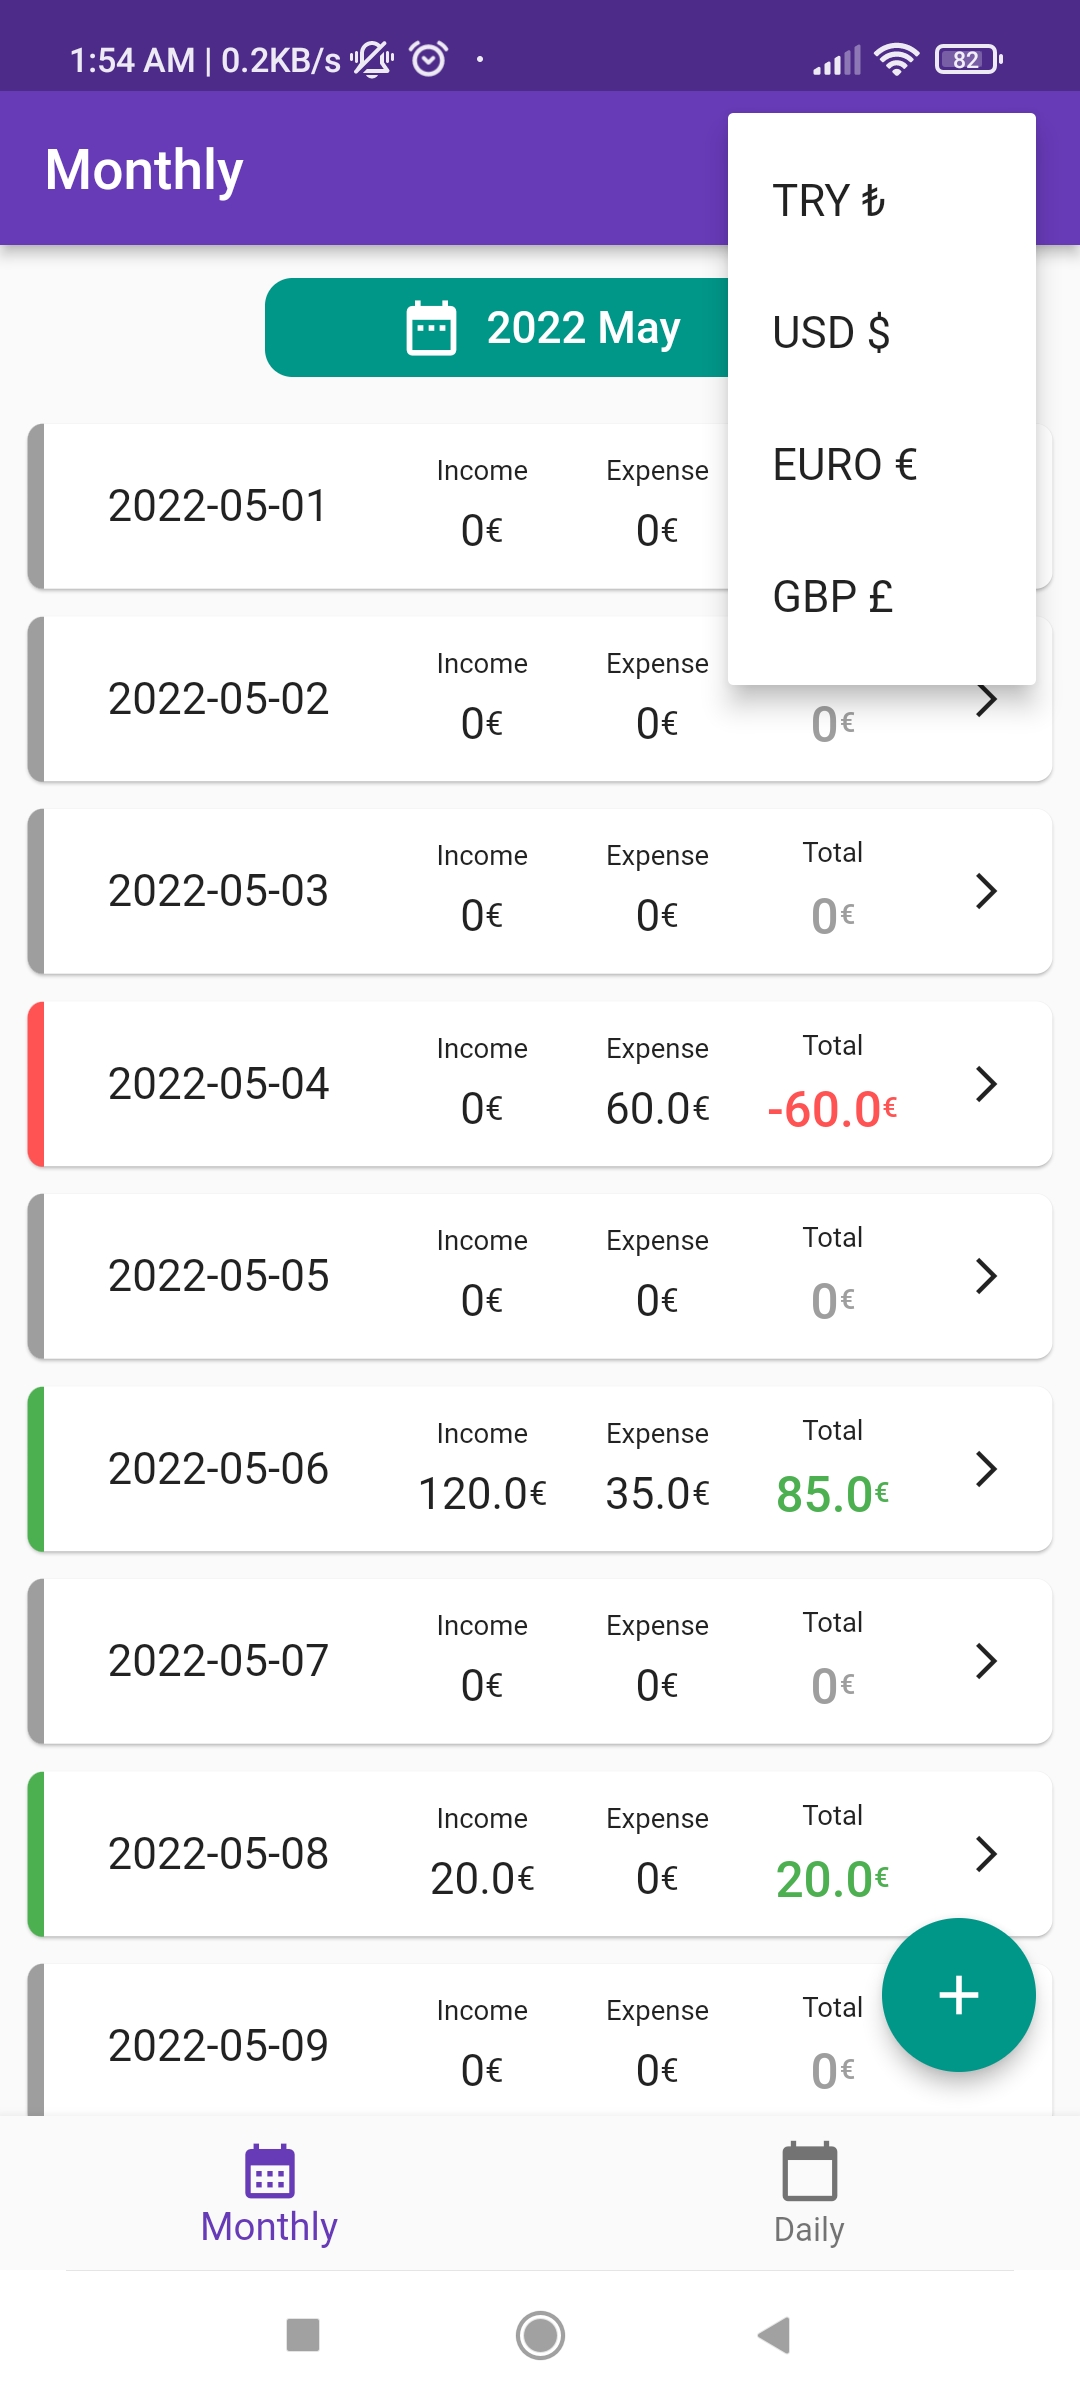 1:54 AM | 0.2KB/s
82
Monthly
TRY ₺
USD $
EURO €
GBP £
2022 May
2022-05-01
Income
0€
Expense
0€
2022-05-02
Income
0€
Expense
0€
0€
2022-05-03
Income
0€
Expense
0€
Total
0€
2022-05-04
Income
0€
Expense
60.0€
Total
-60.0€
2022-05-05
Income
0€
Expense
0€
Total
0€
2022-05-06
Income
120.0€
Expense
35.0€
Total
85.0€
2022-05-07
Income
0€
Expense
0€
Total
0€
2022-05-08
Income
20.0€
Expense
0€
Total
20.0€
2022-05-09
Income
0€
Expense
0€
Total
0€
Monthly
Daily